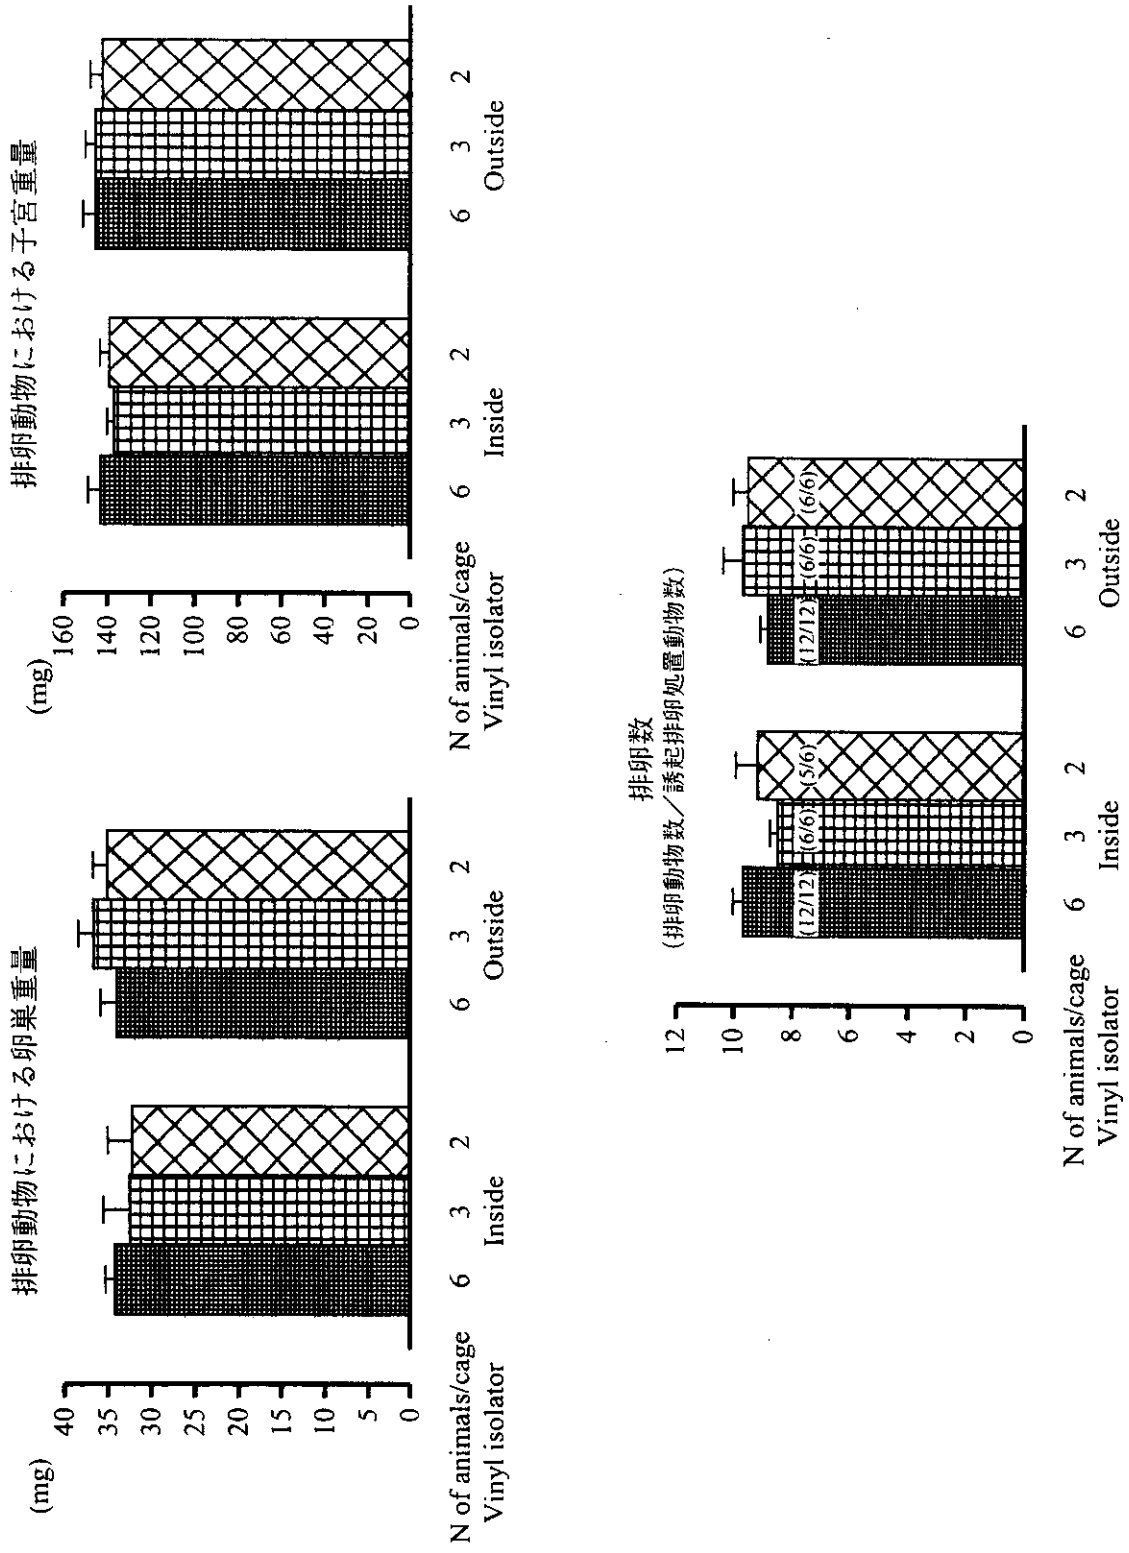 排卵動物における卵巣重量
(mg)
40
35
30
25
20
15
10
5
0
N of animals/cage 6 3 2 6 3 2
Vinyl isolator Inside Outside
排卵動物における子宮重量
(mg)
160
140
120
100
80
60
40
20
0
N of animals/cage 6 3 2 6 3 2
Vinyl isolator Inside Outside
排卵数
(排卵動物数／誘起排卵処置動物数)
12
10
8
6
4
2
0
(12/12) (6/6) (5/6) (12/12) (6/6) (6/6)
N of animals/cage 6 3 2 6 3 2
Vinyl isolator Inside Outside